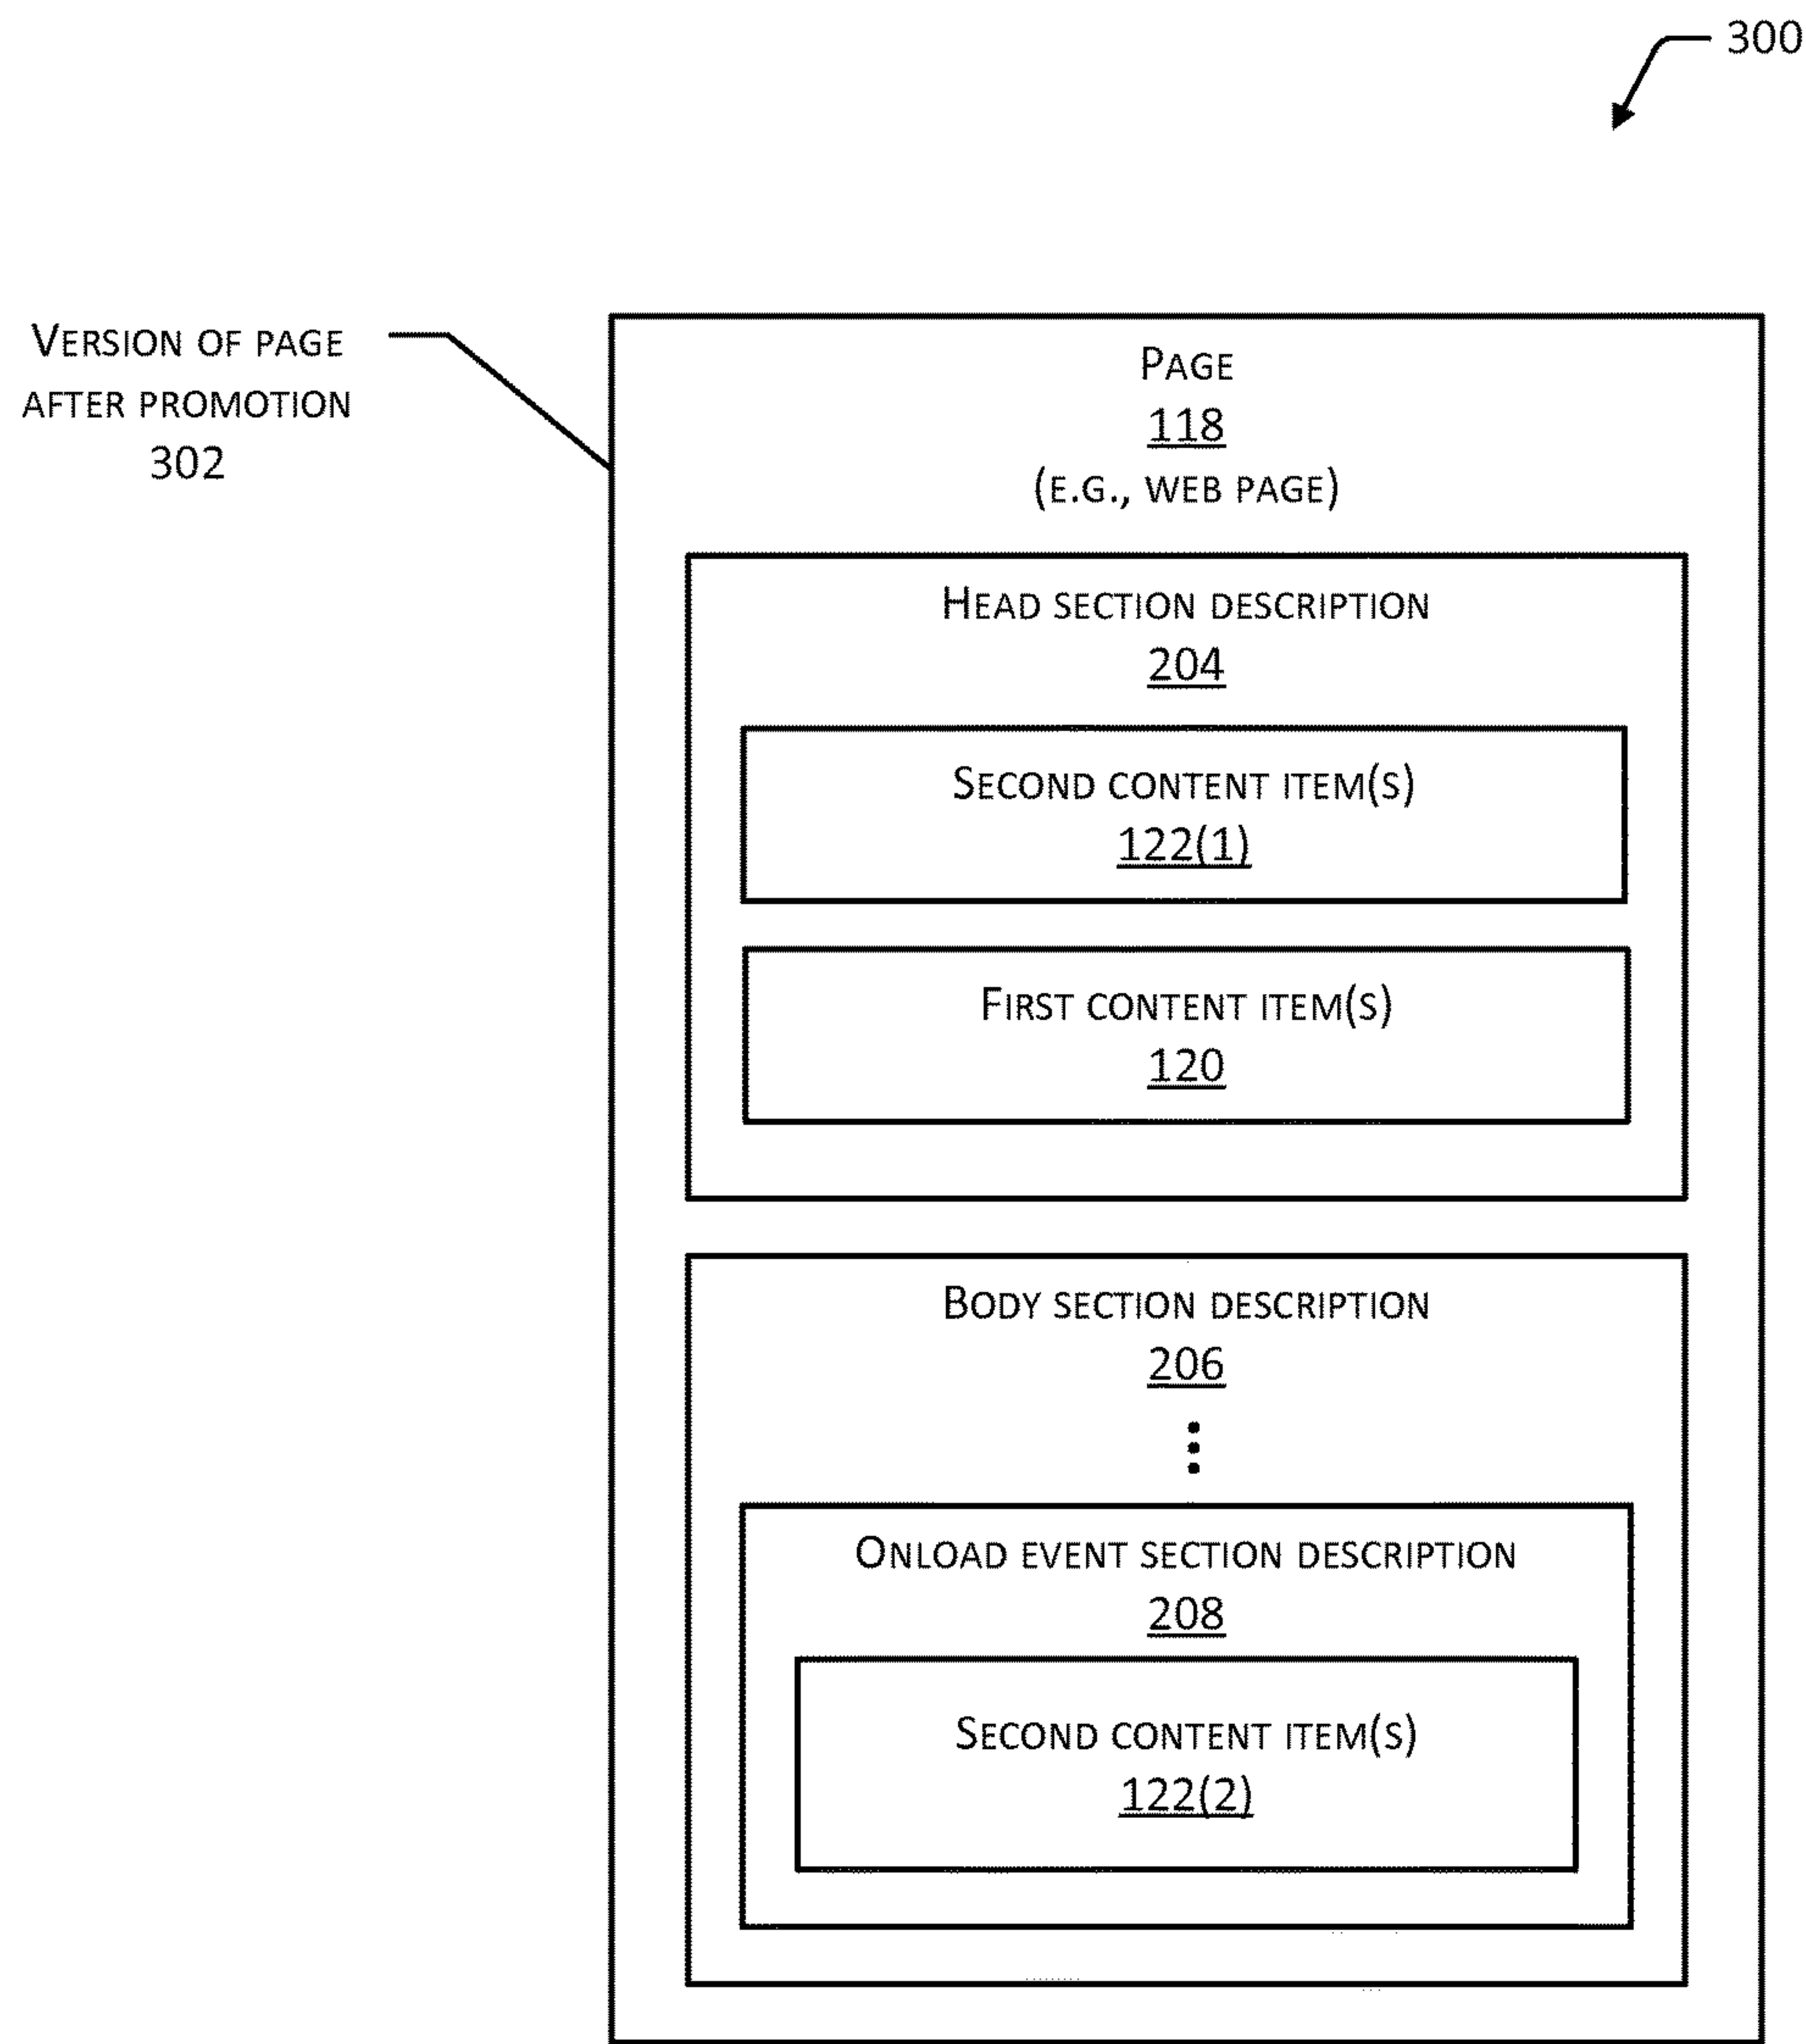 300
VERSION OF PAGE
AFTER PROMOTION
302
PAGE
118
(E.G., WEB PAGE)
HEAD SECTION DESCRIPTION
204
SECOND CONTENT ITEM(S)
122(1)
FIRST CONTENT ITEM(S)
120
BODY SECTION DESCRIPTION
206
ONLOAD EVENT SECTION DESCRIPTION
208
SECOND CONTENT ITEM(S)
122(2)